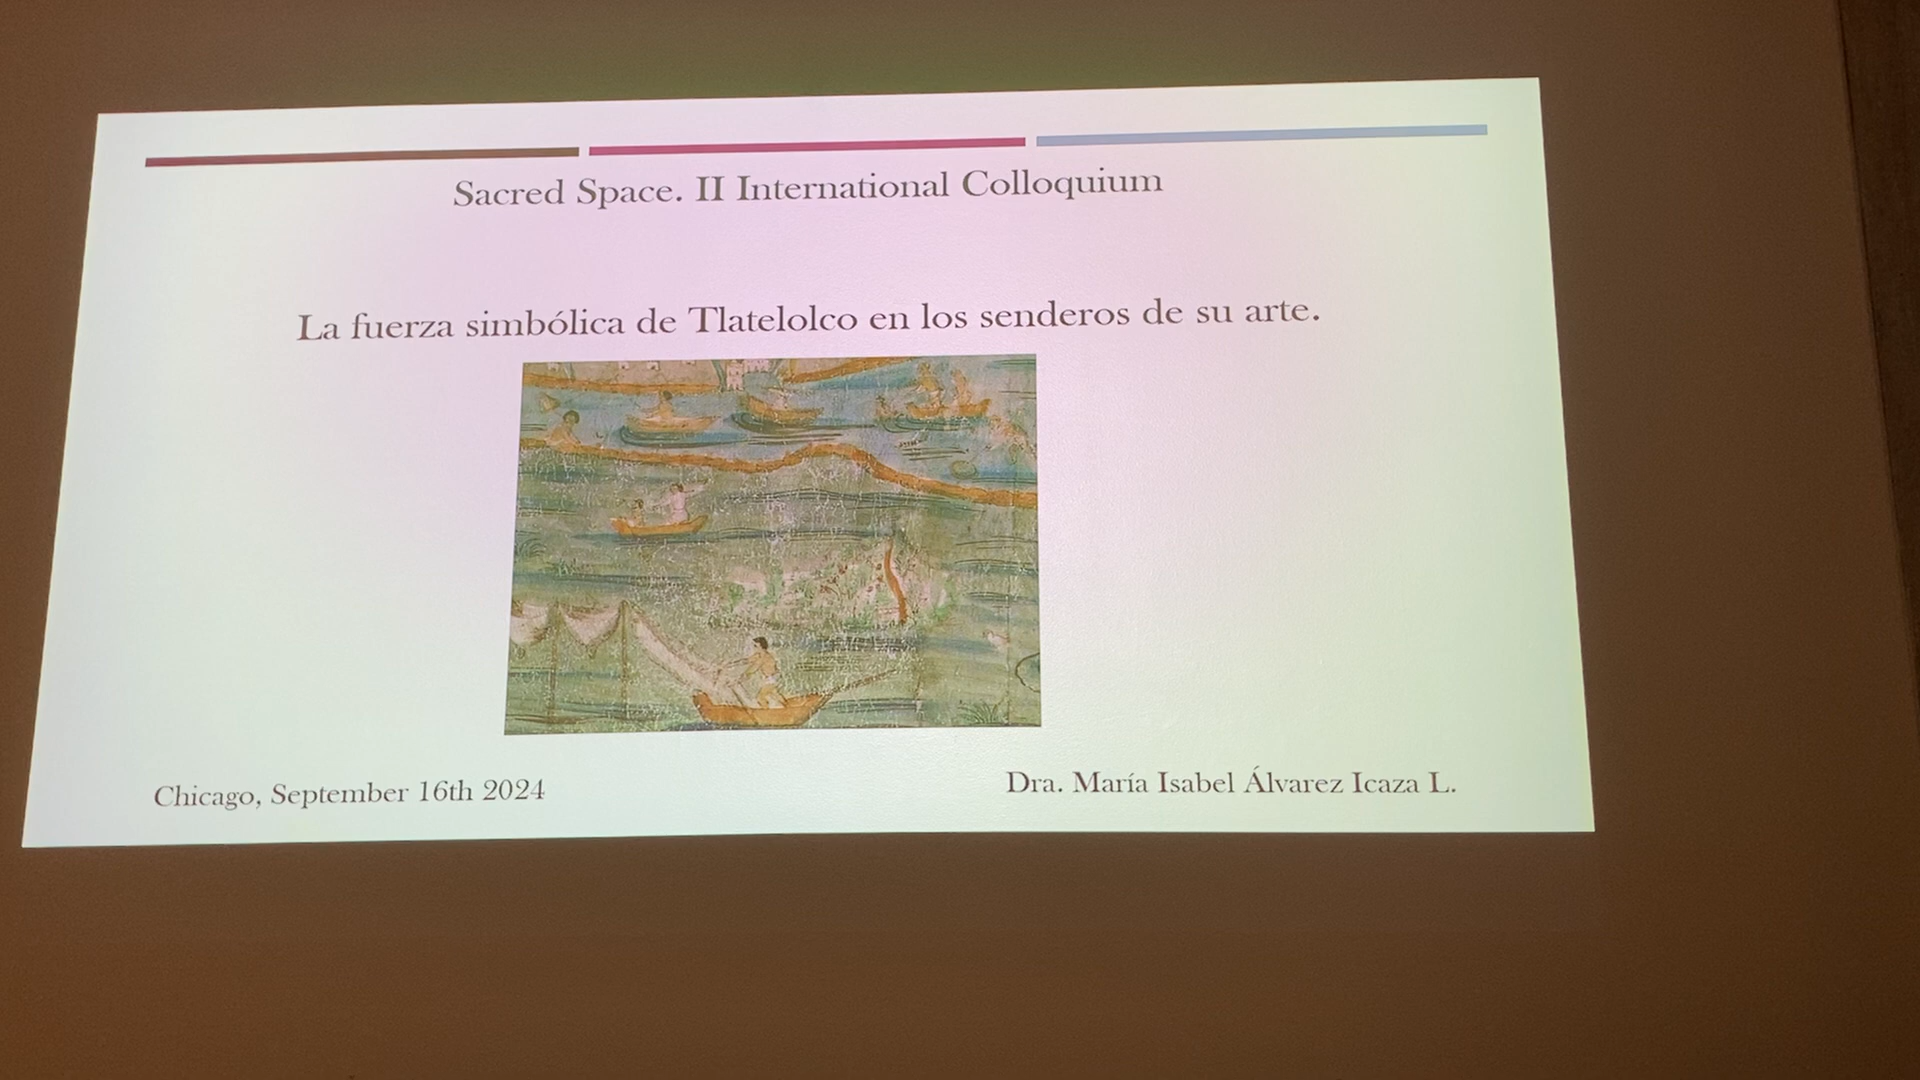 Sacred Space. II International Colloquium
La fuerza simbólica de Tlatelolco en los senderos de su arte.
Chicago, September 16th 2024
Dra. María Isabel Álvarez Icaza L.